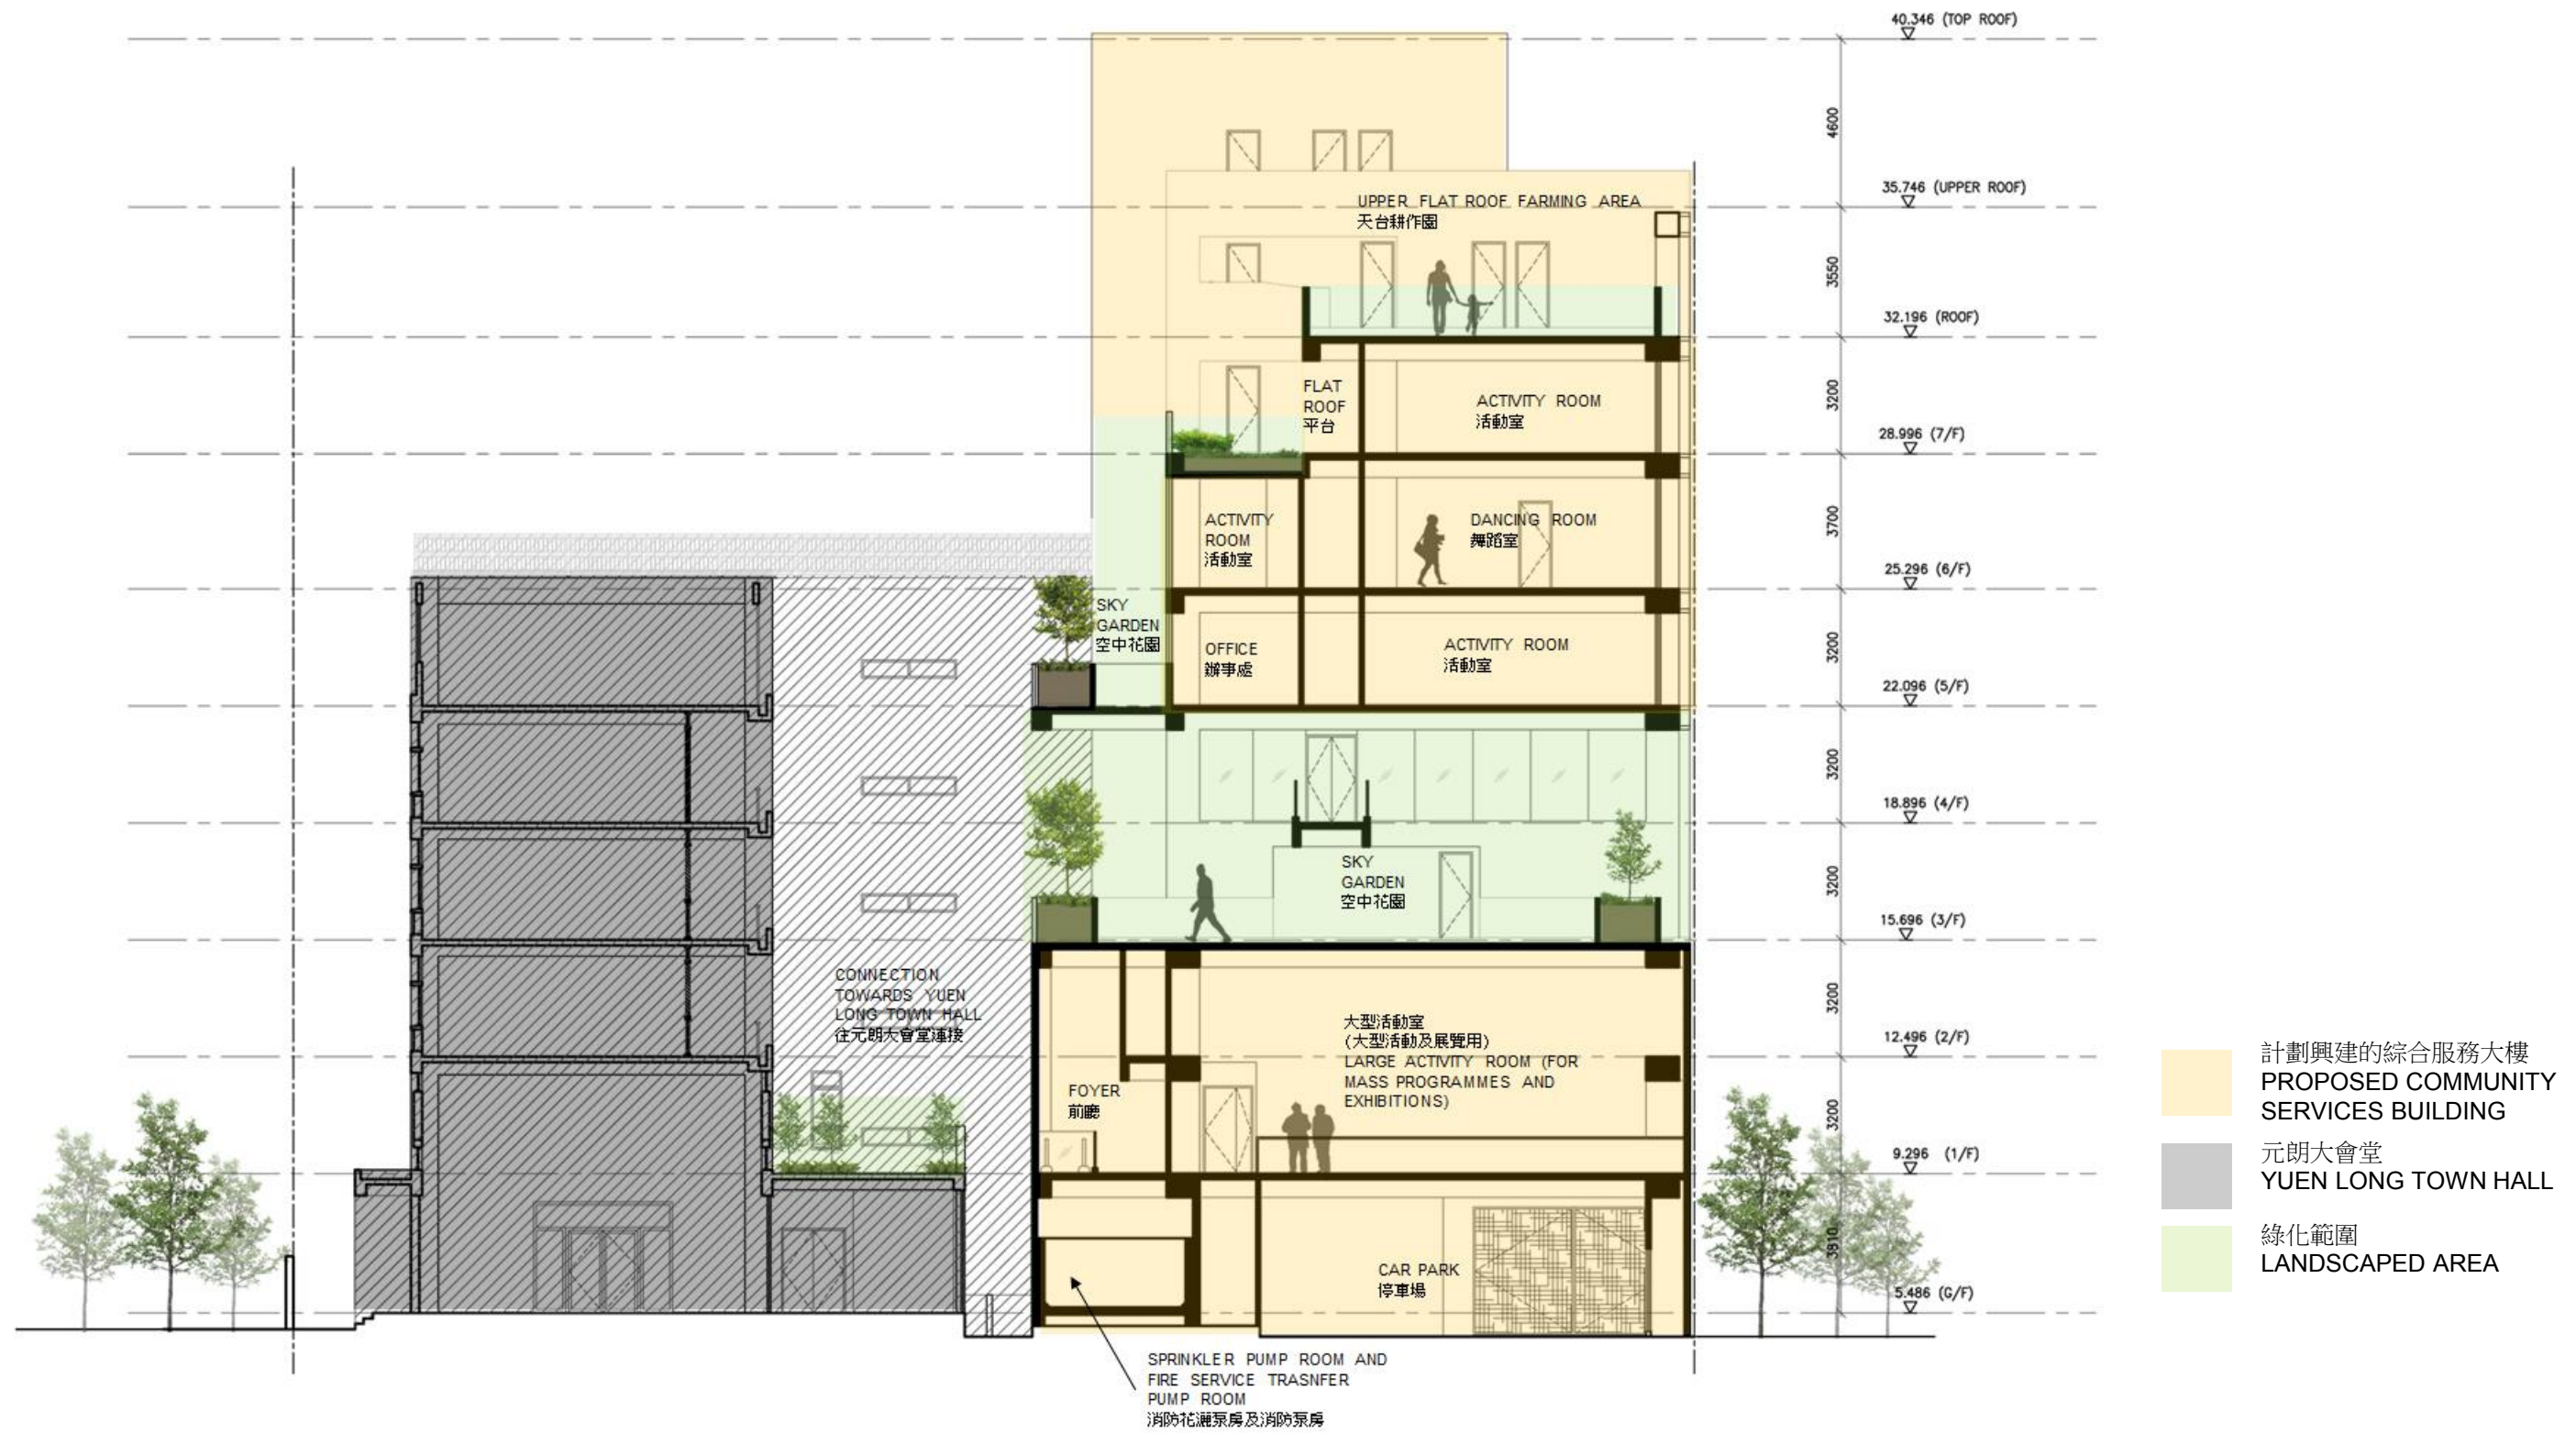 40.346 (TOP ROOF)
4600
35.746 (UPPER ROOF)
UPPER FLAT ROOF FARMING AREA
天台耕作園
3550
32.196 (ROOF)
FLAT
ROOF
平台
ACTIVITY ROOM
活動室
3200
28.996 (7/F)
ACTIVITY
ROOM
活動室
DANCING ROOM
舞蹈室
3700
25.296 (6/F)
SKY
GARDEN
空中花園
OFFICE
辦事處
ACTIVITY ROOM
活動室
3200
22.096 (5/F)
3200
18.896 (4/F)
SKY
GARDEN
空中花園
3200
15.696 (3/F)
CONNECTION
TOWARDS YUEN
LONG TOWN HALL
往元朗大會堂連接
3200
12.496 (2/F)
FOYER
前廳
大型活動室
(大型活動及展覽用)
LARGE ACTIVITY ROOM (FOR
MASS PROGRAMMES AND
EXHIBITIONS)
3200
9.296 (1/F)
3810
CAR PARK
停車場
5.486 (G/F)
SPRINKLER PUMP ROOM AND
FIRE SERVICE TRASNFER
PUMP ROOM
消防花灑泵房及消防泵房
計劃興建的綜合服務大樓
PROPOSED COMMUNITY
SERVICES BUILDING
元朗大會堂
YUEN LONG TOWN HALL
綠化範圍
LANDSCAPED AREA